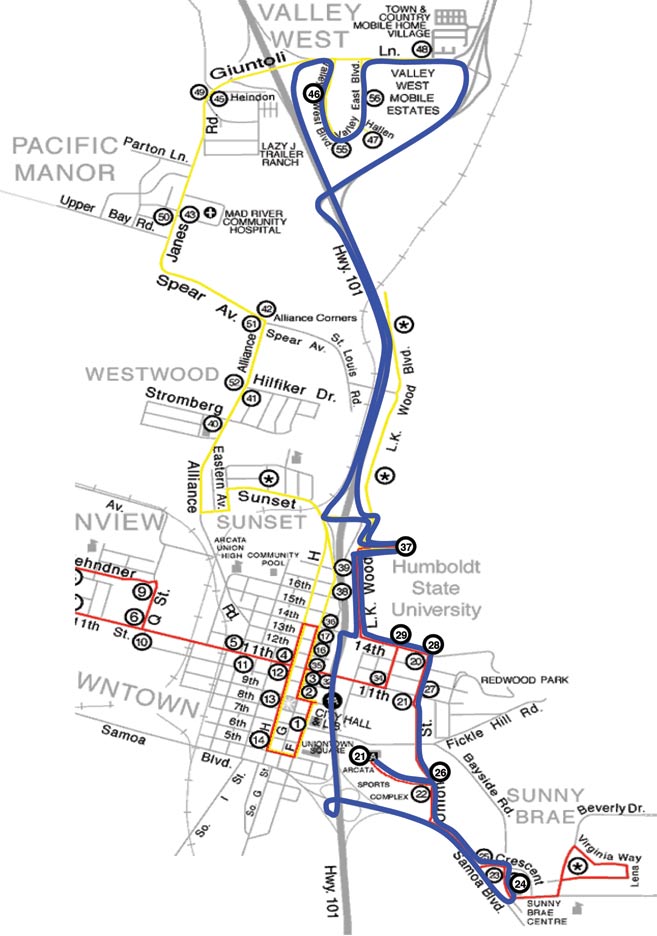 VALLEY
WEST
TOWN &
COUNTRY
MOBILE HOME
VILLAGE
48
Giuntoli
Ln.
49
45
Heindon
Rd
46
Valley
West Blvd.
Valley East Blvd.
56
VALLEY
WEST
MOBILE
ESTATES
Hallen
47
55
PACIFIC
MANOR
Parton Ln.
LAZY J
TRAILER
RANCH
Upper Bay Rd.
50
43
MAD RIVER
COMMUNITY
HOSPITAL
Janes
Hwy. 101
Spear Av.
42
51
Alliance Corners
Spear Av.
St. Louis Rd.
*
L.K. Wood Blvd.
Alliance
WESTWOOD
52
Hilfiker Dr.
41
Stromberg
40
Alliance
Eastern Av.
*
*
Sunset
SUNSET
Av.
NVIEW
ARCATA
UNION
HIGH
COMMUNITY
POOL
H
37
ehndner
39
Humboldt
State
University
L.K. Wood
16th
15th
14th
13th
12th
38
9
Q St.
6
11th St.
10
Rd.
36
17
16
35
5
11th
4
11
12
9th
8th
7th
6th
5th
3
32
2
13
A
14th
29
28
20
34
11th
21
27
REDWOOD PARK
WNTOWN
Samoa Blvd.
H
G
F
1
14
CITY HALL
LIB.
UNIONTOWN
SQUARE
St.
Fickle Hill Rd.
21
A
ARCATA
SPORTS
COMPLEX
26
22
Union
Bayside Rd.
SUNNY
BRAE
Beverly Dr.
So. I St.
So G St.
Hwy. 101
Samoa Blvd.
25
Crescent
23
24
Virginia Way
*
Lena
SUNNY
BRAE
CENTRE